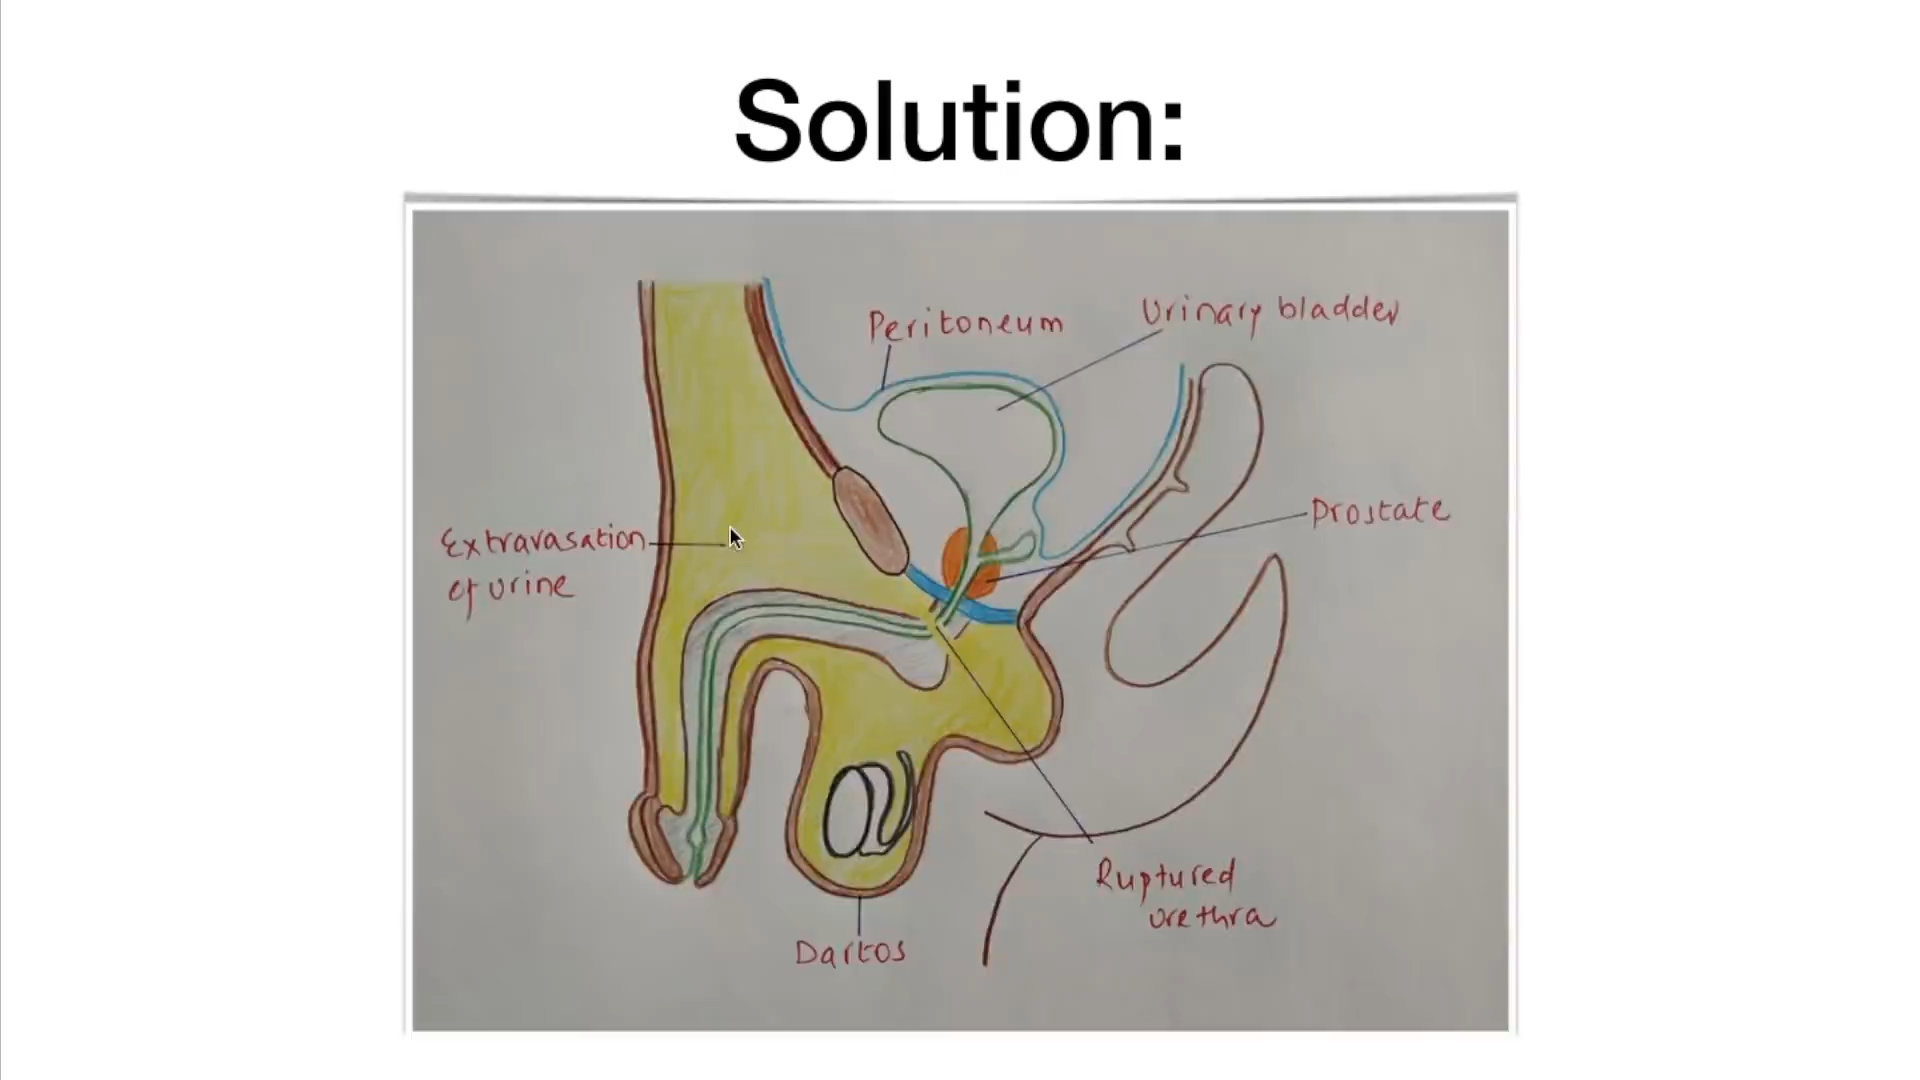 Solution:
Peritoneum
Urinary bladder
Prostate
Extravasation
of urine
Ruptured
urethra
Dartos